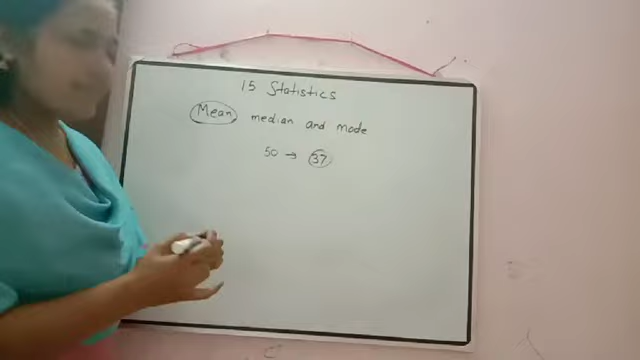 15 Statistics
Mean median and mode
50 → 37